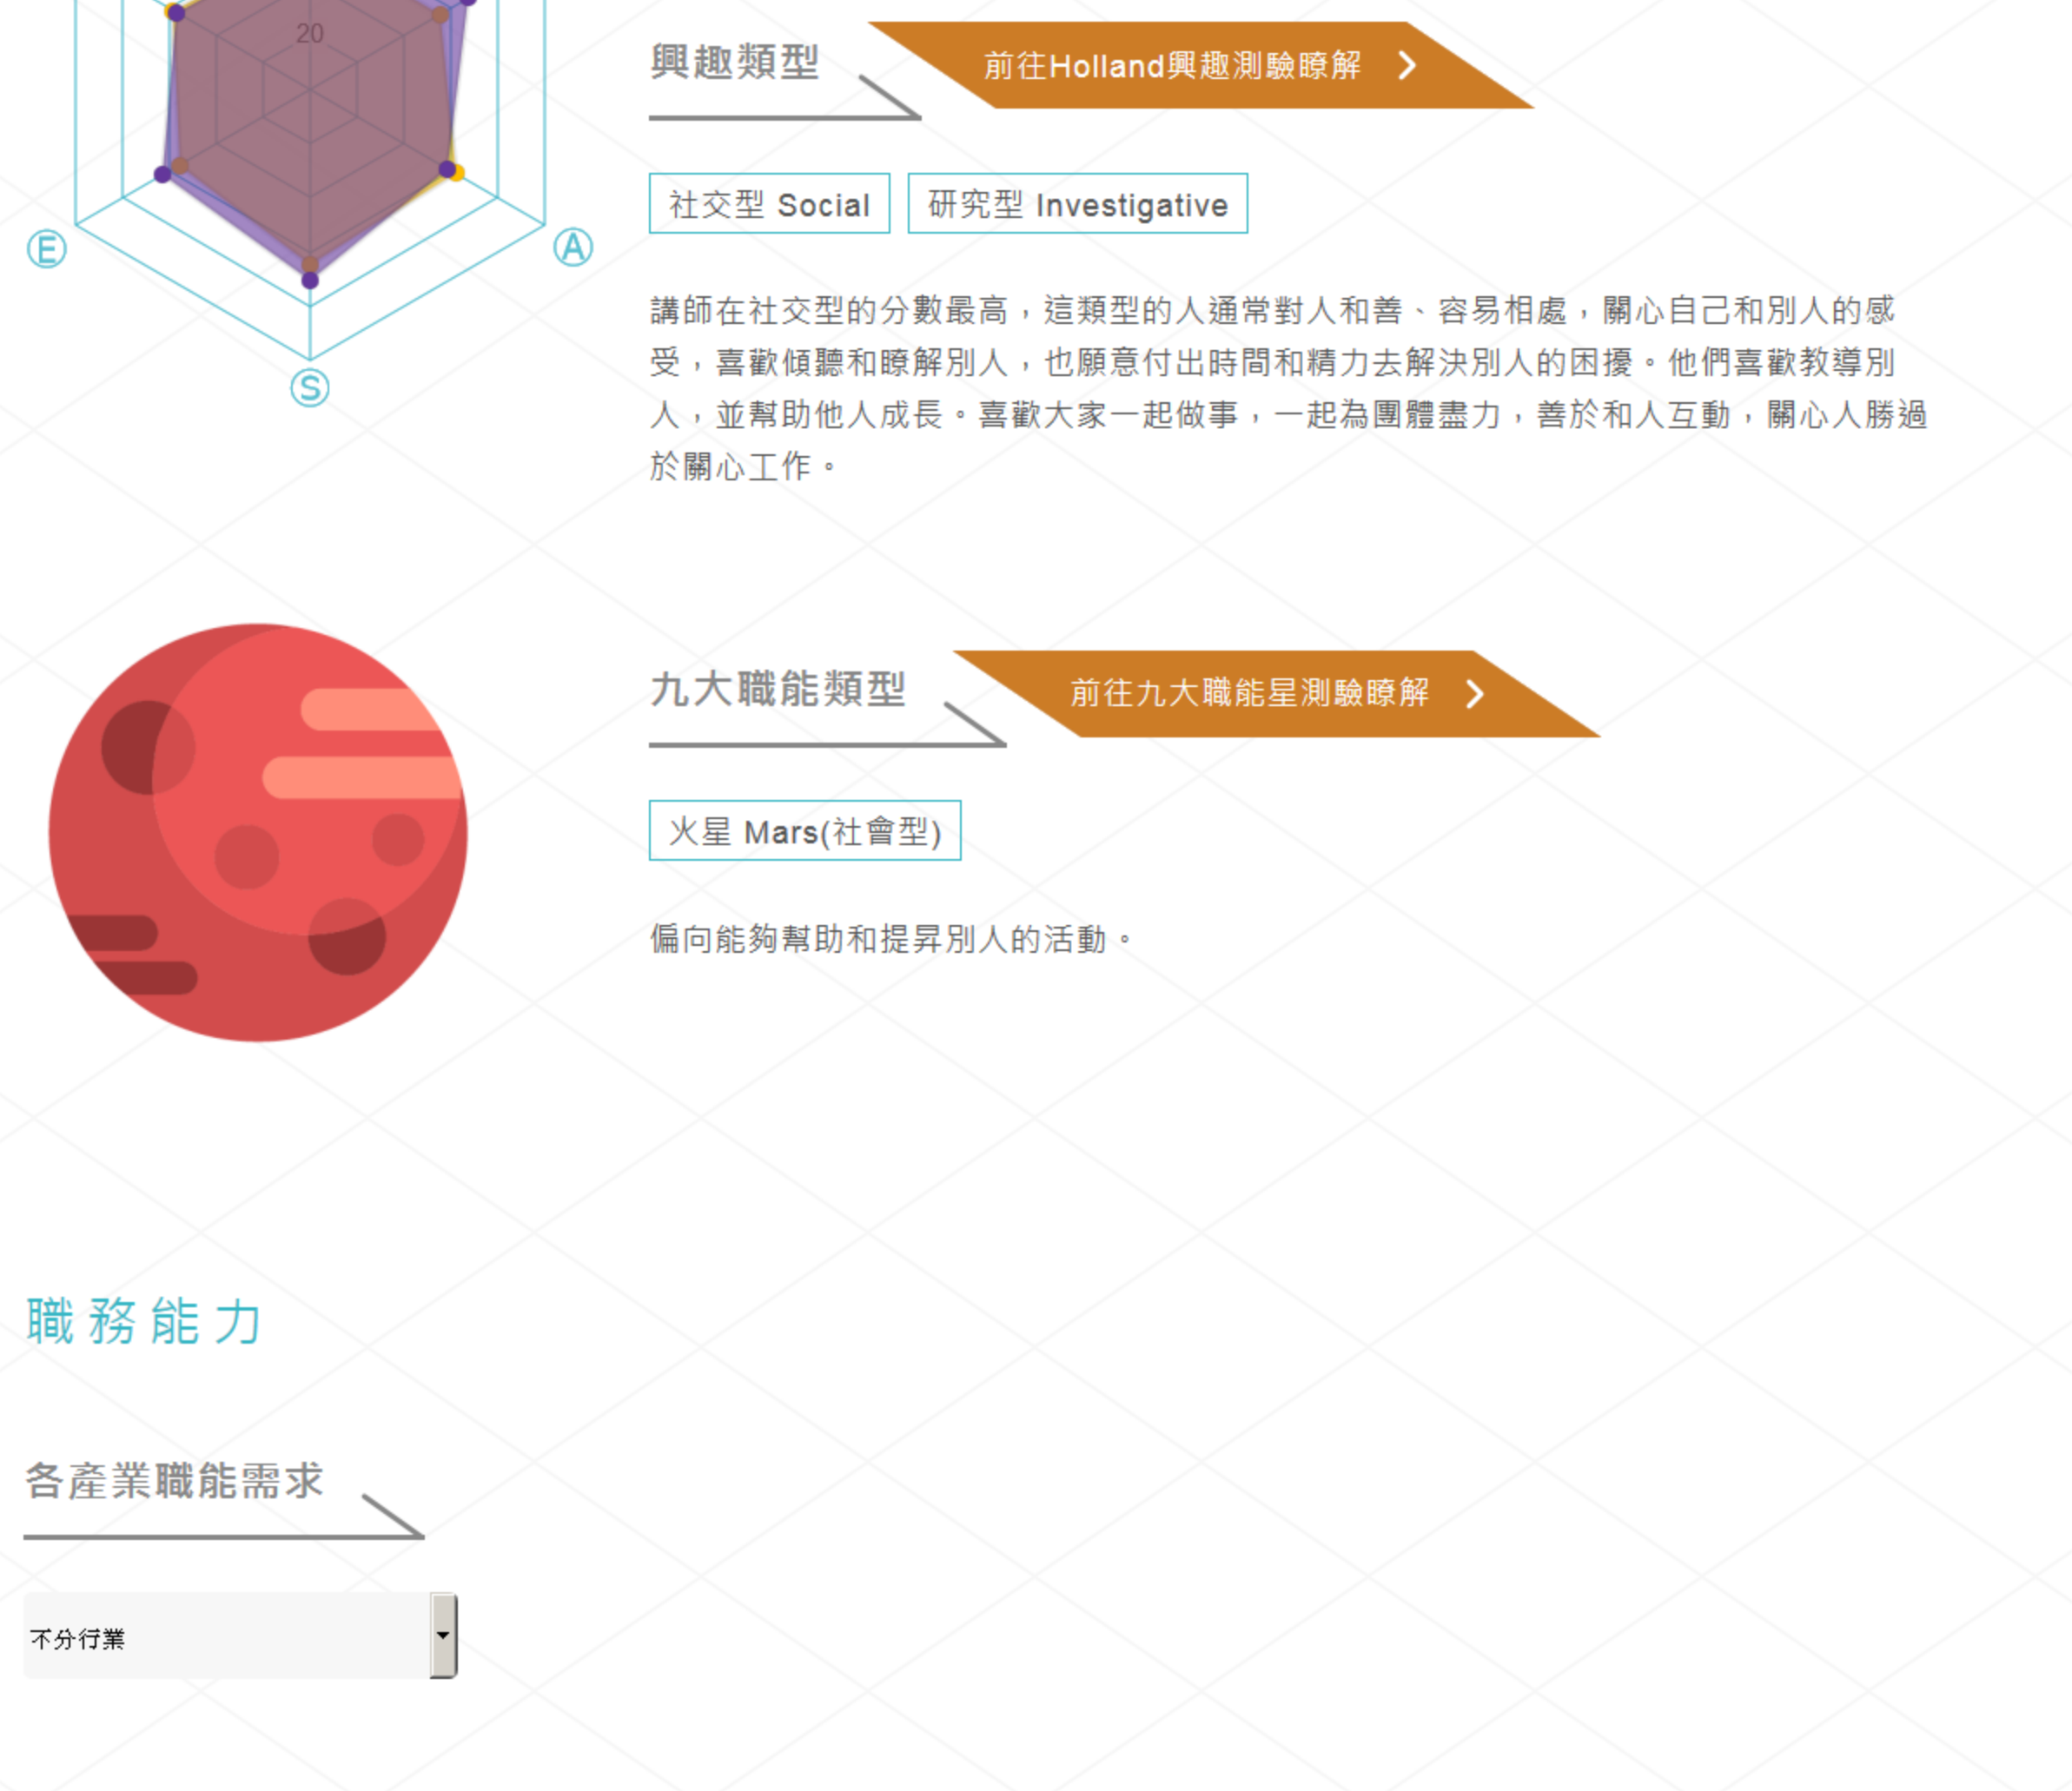 20
Ⓔ
Ⓐ
Ⓢ
興趣類型
前往Holland興趣測驗瞭解
社交型 Social
研究型 Investigative
講師在社交型的分數最高，這類型的人通常對人和善、容易相處，關心自己和別人的感
受，喜歡傾聽和瞭解別人，也願意付出時間和精力去解決別人的困擾。他們喜歡教導別
人，並幫助他人成長。喜歡大家一起做事，一起為團體盡力，善於和人互動，關心人勝過
於關心工作。
九大職能類型
前往九大職能星測驗瞭解
火星 Mars(社會型)
偏向能夠幫助和提昇別人的活動。
職務能力
各產業職能需求
不分行業